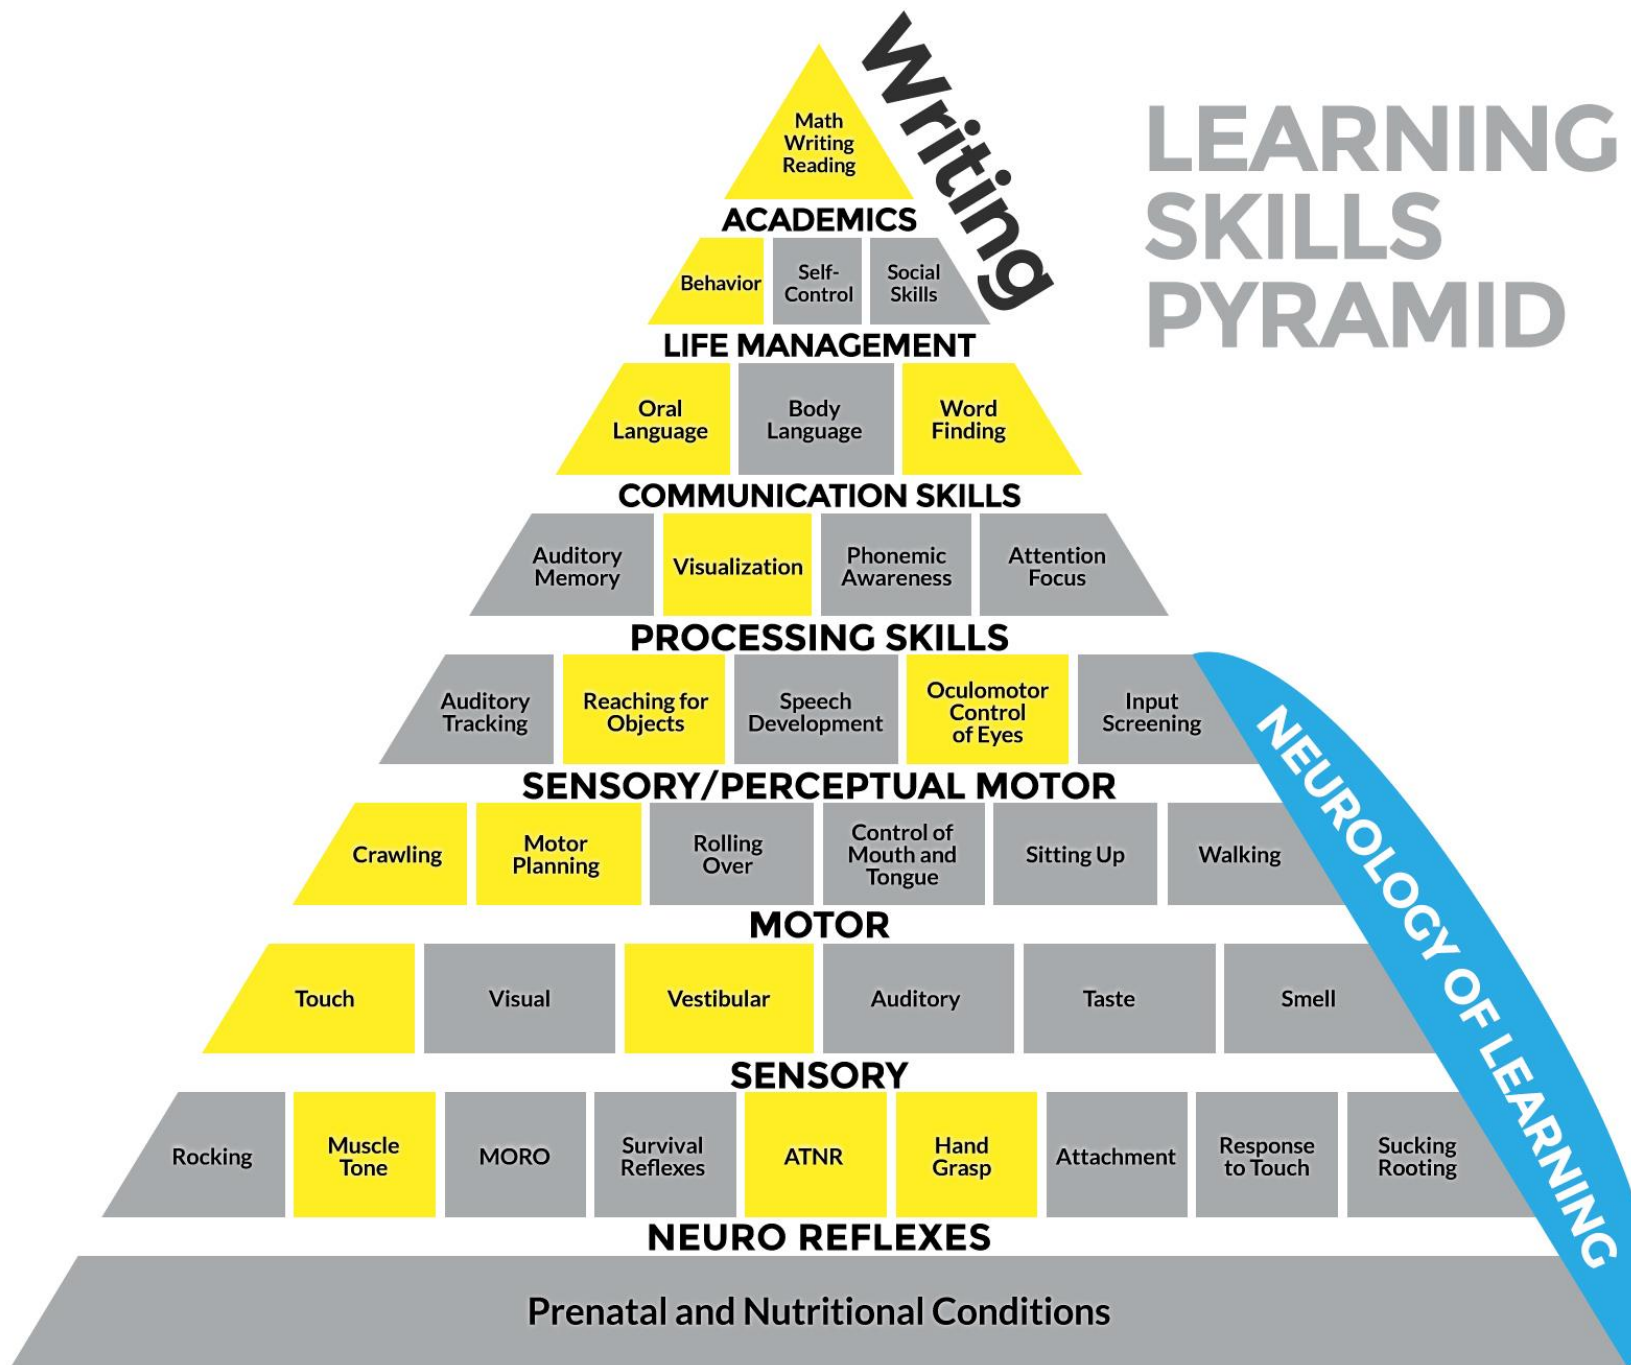 Writing
LEARNING
SKILLS
PYRAMID
Math
Writing
Reading
ACADEMICS
Behavior
Self-
Control
Social
Skills
LIFE MANAGEMENT
Oral
Language
Body
Language
Word
Finding
COMMUNICATION SKILLS
Auditory
Memory
Visualization
Phonemic
Awareness
Attention
Focus
PROCESSING SKILLS
Auditory
Tracking
Reaching for
Objects
Speech
Development
Oculomotor
Control
of Eyes
Input
Screening
SENSORY/PERCEPTUAL MOTOR
Crawling
Motor
Planning
Rolling
Over
Control of
Mouth and
Tongue
Sitting Up
Walking
MOTOR
Touch
Visual
Vestibular
Auditory
Taste
Smell
SENSORY
Rocking
Muscle
Tone
MORO
Survival
Reflexes
ATNR
Hand
Grasp
Attachment
Response
to Touch
Sucking
Rooting
NEURO REFLEXES
Prenatal and Nutritional Conditions
NEUROLOGY OF LEARNING